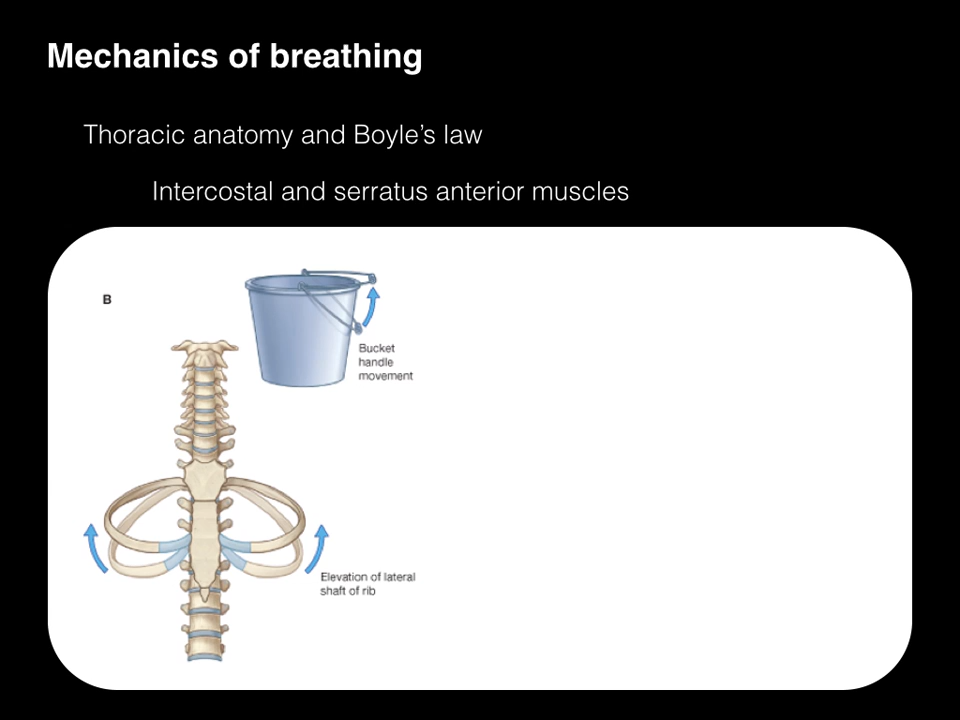 Mechanics of breathing
Thoracic anatomy and Boyle’s law
Intercostal and serratus anterior muscles
B
Bucket
handle
movement
Elevation of lateral
shaft of rib